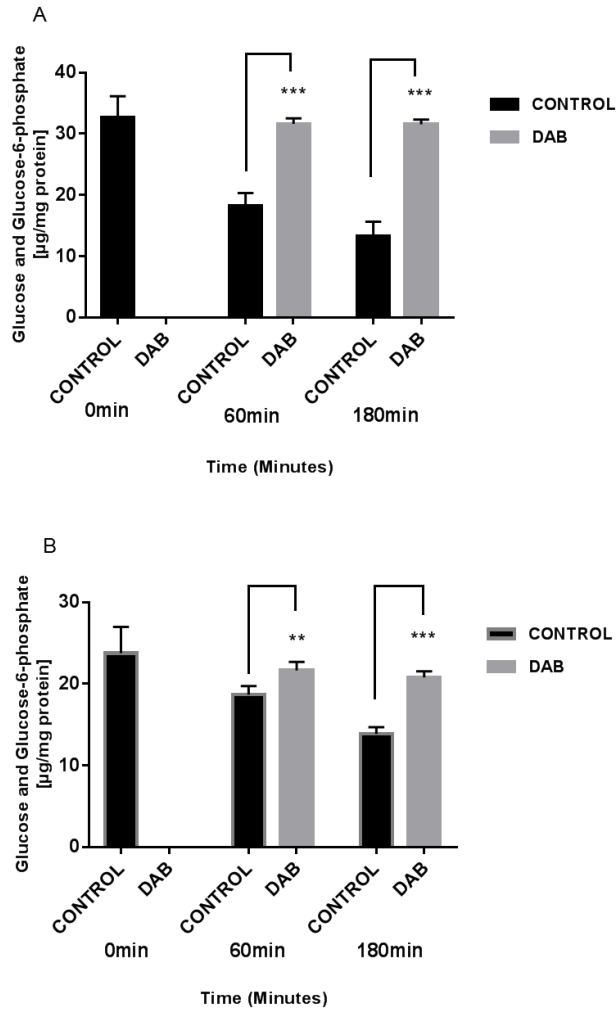 A
Glucose and Glucose-6-phosphate
[µg/mg protein]
40
30
20
10
0
***
***
CONTROL
DAB
CONTROL
DAB
CONTROL
DAB
CONTROL
DAB
0min
60min
180min
Time (Minutes)
B
Glucose and Glucose-6-phosphate
[µg/mg protein]
30
20
10
0
**
***
CONTROL
DAB
CONTROL
DAB
CONTROL
DAB
CONTROL
DAB
0min
60min
180min
Time (Minutes)